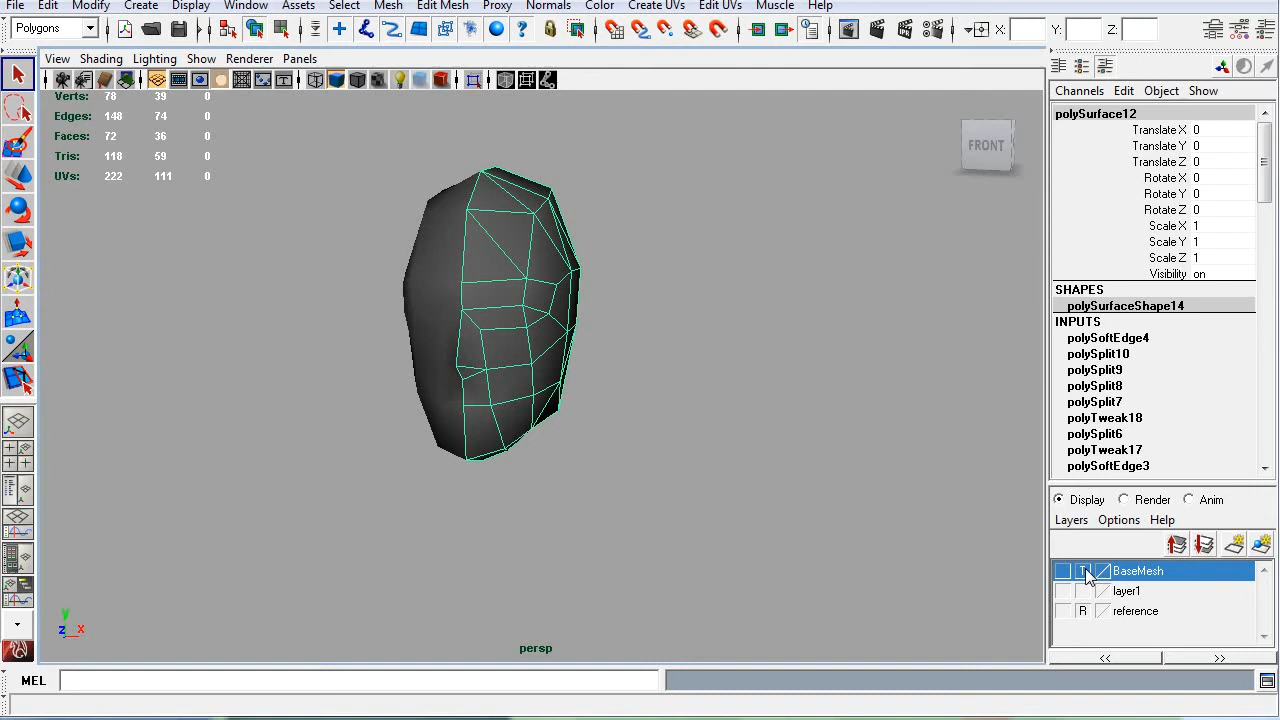 File Edit Modify Create Display Window Assets Select Mesh Edit Mesh Proxy Normals Color Create UVs Edit UVs Muscle Help
Polygons X: Y: Z:
View Shading Lighting Show Renderer Panels
Channels Edit Object Show
Verts: 78 39 0
Edges: 148 74 0
Faces: 72 36 0
Tris: 118 59 0
UVs: 222 111 0
FRONT
polySurface12
Translate X 0
Translate Y 0
Translate Z 0
Rotate X 0
Rotate Y 0
Rotate Z 0
Scale X 1
Scale Y 1
Scale Z 1
Visibility on
SHAPES
polySurfaceShape14
INPUTS
polySoftEdge4
polySplit10
polySplit9
polySplit8
polySplit7
polyTweak18
polySplit6
polyTweak17
polySoftEdge3
Display Render Anim
Layers Options Help
T BaseMesh
layer1
R reference
<< >>
y
z x
persp
MEL